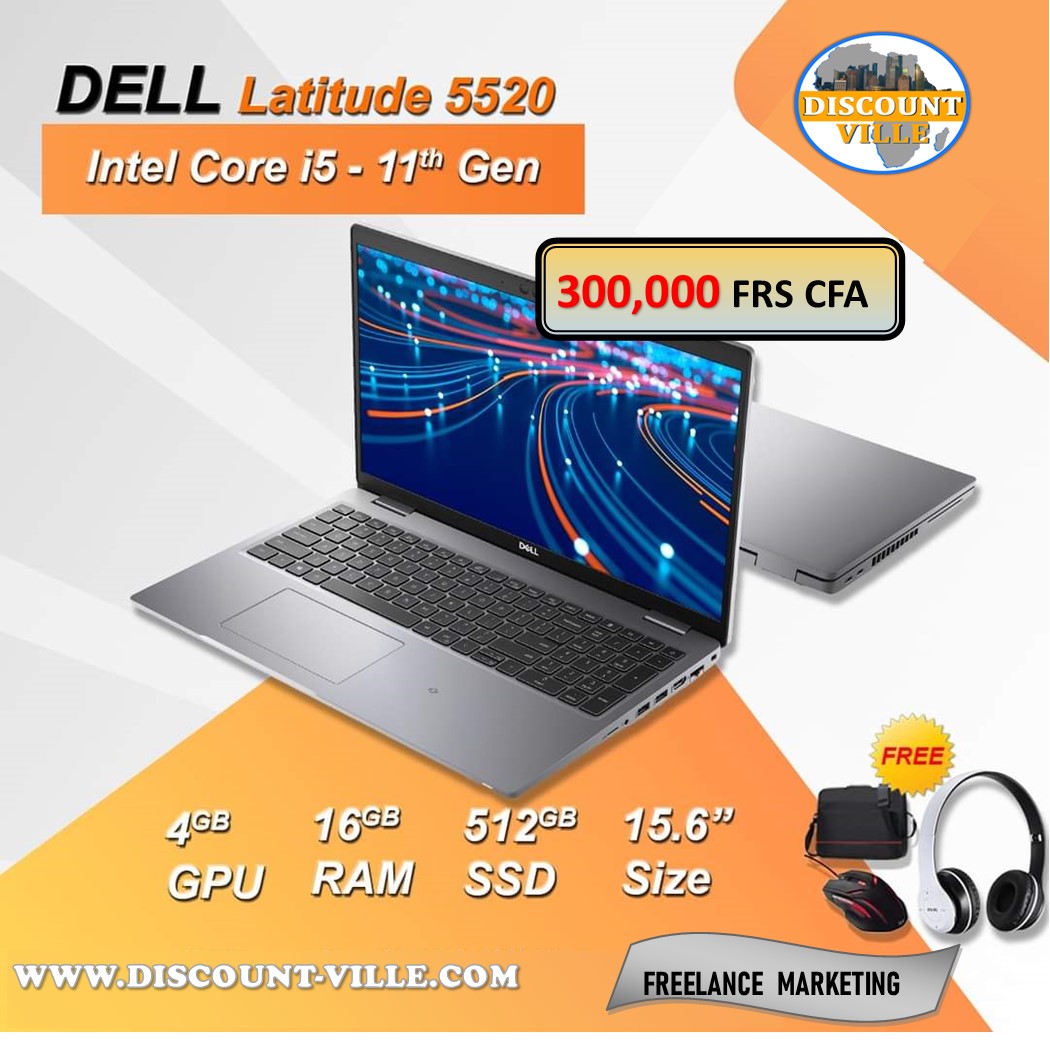 DELL Latitude 5520
Intel Core i5 - 11th Gen
DISCOUNT
VILLE
300,000 FRS CFA
DELL
FREE
4GB
GPU
16GB
RAM
512GB
SSD
15.6”
Size
WWW.DISCOUNT-VILLE.COM
FREELANCE MARKETING